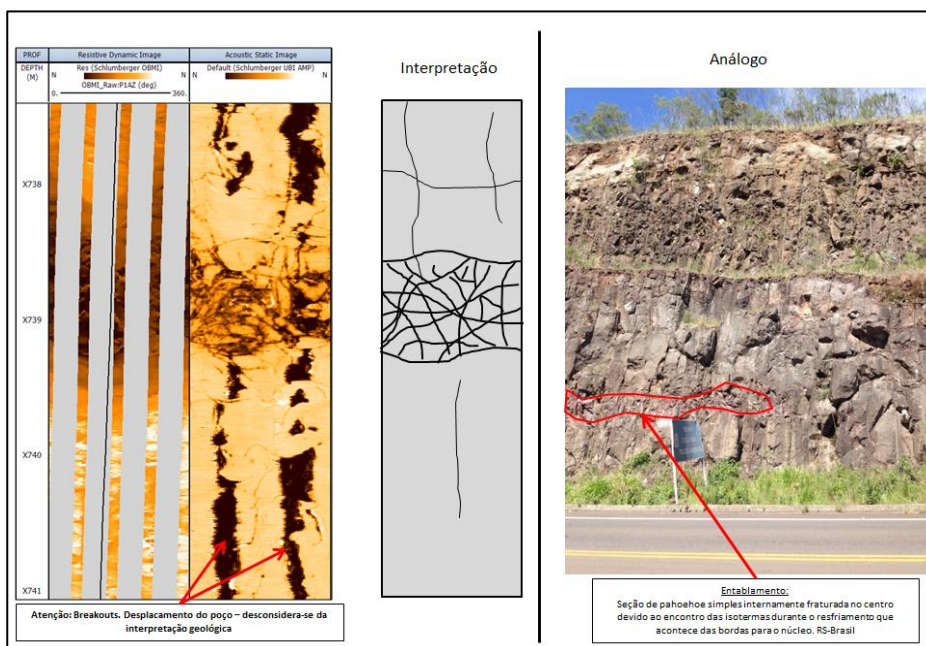 PROF
DEPTH
(M)
Resistive Dynamic Image
N
Res (Schlumberger OBMI)
N
OBMI_Raw:P1AZ (deg)
0.
360.
Acoustic Static Image
N
Default (Schlumberger UBI AMP)
N
X738
X739
X740
X741
Atenção: Breakouts. Desplacamento do poço – desconsidera-se da
interpretação geológica
Interpretação
Análogo
Entablamento:
Seção de pahoehoe simples internamente fraturada no centro
devido ao encontro das isotermas durante o resfriamento que
acontece das bordas para o núcleo. RS-Brasil